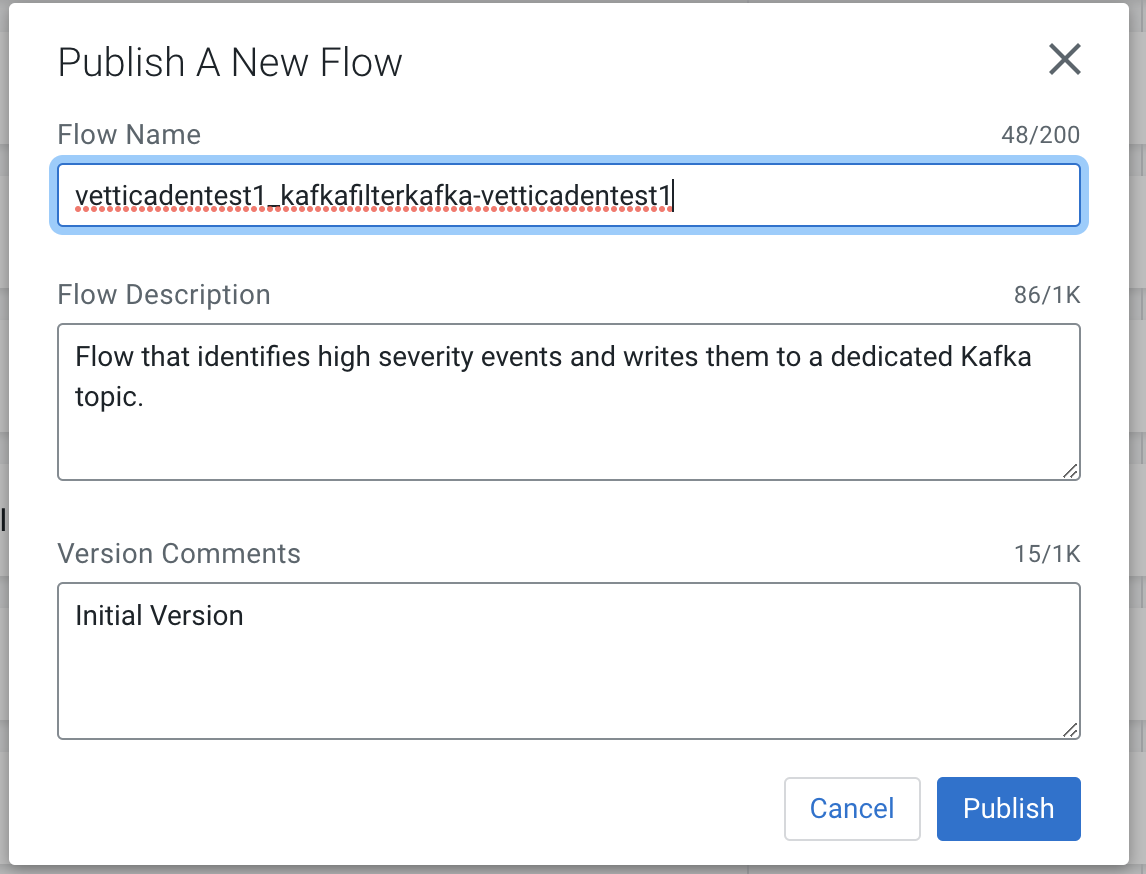 Publish A New Flow
Flow Name 48/200
vetticadentest1_kafkafilterkafka-vetticadentest1
Flow Description 86/1K
Flow that identifies high severity events and writes them to a dedicated Kafka
topic.
Version Comments 15/1K
Initial Version
Cancel Publish